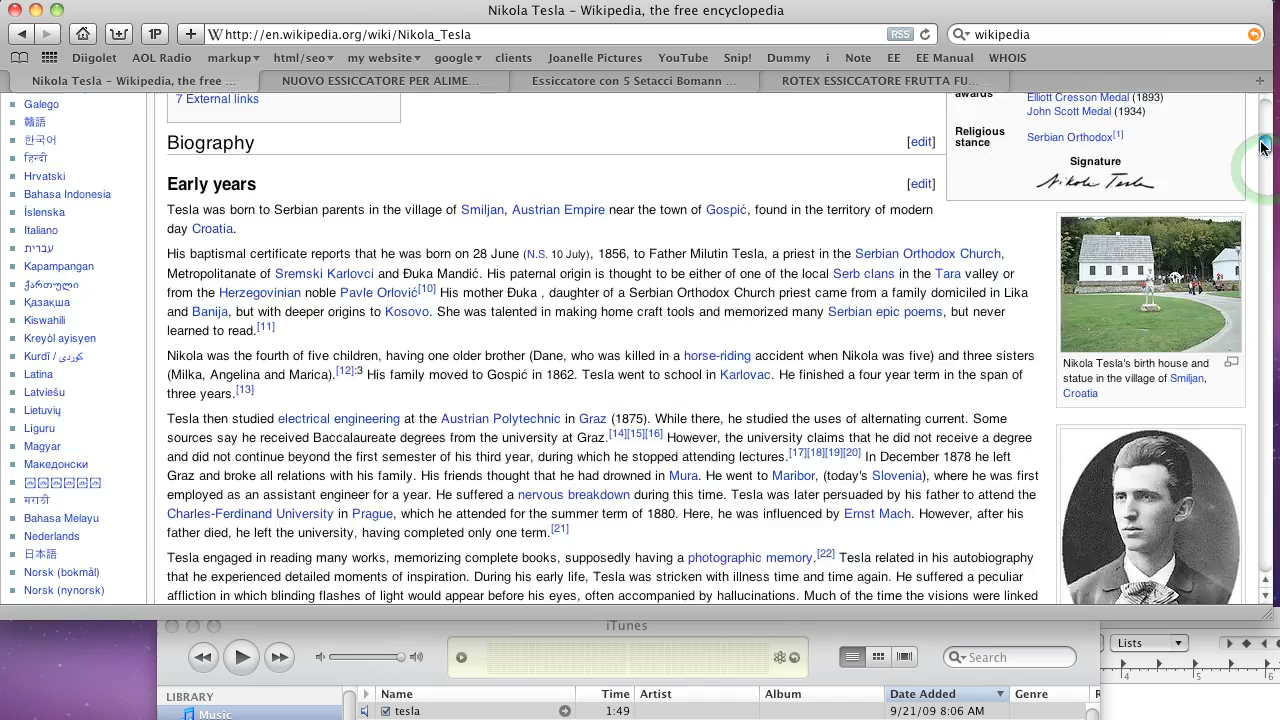 Nikola Tesla – Wikipedia, the free encyclopedia
1P
W http://en.wikipedia.org/wiki/Nikola_Tesla
RSS
wikipedia
Diigolet AOL Radio markup html/seo my website google clients Joanelle Pictures YouTube Snip! Dummy i Note EE EE Manual WHOIS
Nikola Tesla – Wikipedia, the free ... NUOVO ESSICCATORE PER ALIME... Essiccatore con 5 Setacci Bomann ... ROTEX ESSICCATORE FRUTTA FU...
Galego
贛語
한국어
हिन्दी
Hrvatski
Bahasa Indonesia
Íslenska
Italiano
עברית
Kapampangan
ქართული
Қазақша
Kiswahili
Kreyòl ayisyen
Kurdî / كوردی
Latina
Latviešu
Lietuvių
Liguru
Magyar
Македонски
मराठी
Bahasa Melayu
Nederlands
日本語
Norsk (bokmål)
Norsk (nynorsk)
7 External links
Biography [edit]
Early years [edit]
Tesla was born to Serbian parents in the village of Smiljan, Austrian Empire near the town of Gospić, found in the territory of modern
day Croatia.
His baptismal certificate reports that he was born on 28 June (N.S. 10 July), 1856, to Father Milutin Tesla, a priest in the Serbian Orthodox Church,
Metropolitanate of Sremski Karlovci and Đuka Mandić. His paternal origin is thought to be either of one of the local Serb clans in the Tara valley or
from the Herzegovinian noble Pavle Orlović[10] His mother Đuka , daughter of a Serbian Orthodox Church priest came from a family domiciled in Lika
and Banija, but with deeper origins to Kosovo. She was talented in making home craft tools and memorized many Serbian epic poems, but never
learned to read.[11]
Nikola was the fourth of five children, having one older brother (Dane, who was killed in a horse-riding accident when Nikola was five) and three sisters
(Milka, Angelina and Marica).[12]:3 His family moved to Gospić in 1862. Tesla went to school in Karlovac. He finished a four year term in the span of
three years.[13]
Tesla then studied electrical engineering at the Austrian Polytechnic in Graz (1875). While there, he studied the uses of alternating current. Some
sources say he received Baccalaureate degrees from the university at Graz.[14][15][16] However, the university claims that he did not receive a degree
and did not continue beyond the first semester of his third year, during which he stopped attending lectures.[17][18][19][20] In December 1878 he left
Graz and broke all relations with his family. His friends thought that he had drowned in Mura. He went to Maribor, (today's Slovenia), where he was first
employed as an assistant engineer for a year. He suffered a nervous breakdown during this time. Tesla was later persuaded by his father to attend the
Charles-Ferdinand University in Prague, which he attended for the summer term of 1880. Here, he was influenced by Ernst Mach. However, after his
father died, he left the university, having completed only one term.[21]
Tesla engaged in reading many works, memorizing complete books, supposedly having a photographic memory.[22] Tesla related in his autobiography
that he experienced detailed moments of inspiration. During his early life, Tesla was stricken with illness time and time again. He suffered a peculiar
affliction in which blinding flashes of light would appear before his eyes, often accompanied by hallucinations. Much of the time the visions were linked
awards
Elliott Cresson Medal (1893)
John Scott Medal (1934)
Religious stance
Serbian Orthodox[1]
Signature
Nikola Tesla
Nikola Tesla's birth house and
statue in the village of Smiljan,
Croatia
iTunes
Search
Lists
4 5 6
LIBRARY
Music
Name Time Artist Album Date Added Genre
tesla 1:49 9/21/09 8:06 AM